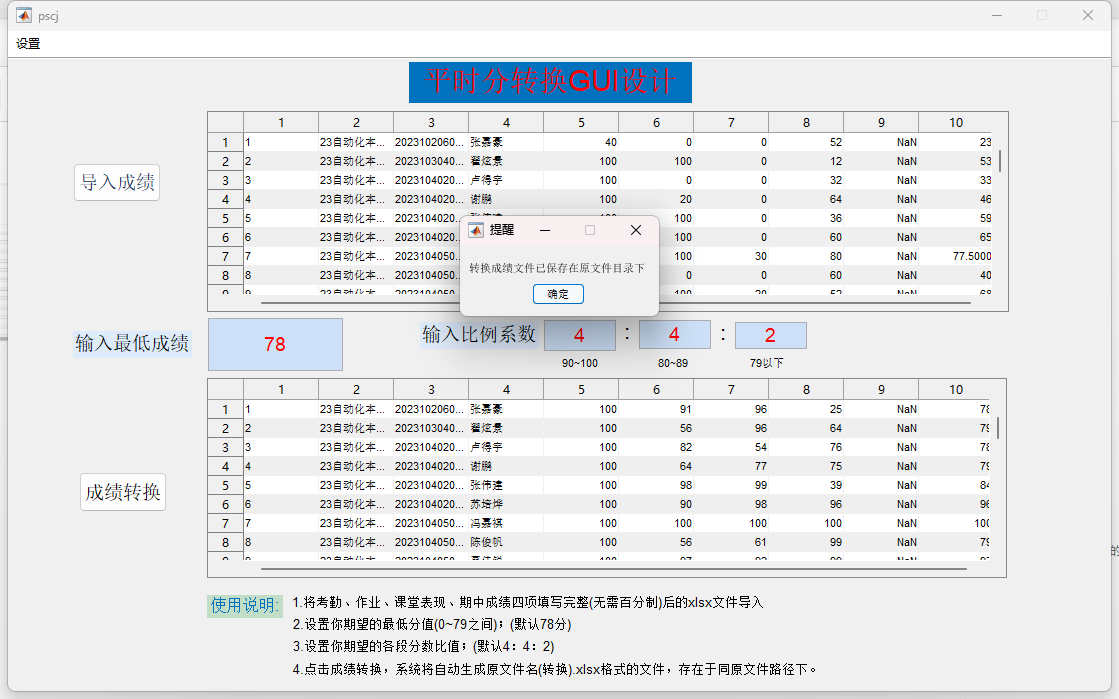 pscj
设置
平时分转换GUI设计
1 2 3 4 5 6 7 8 9 10
1 1 23自动化本... 2023102060... 张嘉豪 40 0 0 52 NaN 23
2 2 23自动化本... 2023103040... 翟炫景 100 100 0 12 NaN 53
3 3 23自动化本... 2023104020... 卢得宇 100 0 0 32 NaN 33
4 4 23自动化本... 2023104020... 谢鹏 100 20 0 64 NaN 46
5 5 23自动化本... 2023104020... 张伟建 100 100 0 36 NaN 59
6 6 23自动化本... 2023104020... 100 0 60 NaN 65
7 7 23自动化本... 2023104050... 100 30 80 NaN 77.5000
8 8 23自动化本... 2023104050... 0 0 60 NaN 40
导入成绩
提醒
转换成绩文件已保存在原文件目录下
确定
输入最低成绩 78 输入比例系数 4 : 4 : 2
90~100 80~89 79以下
1 2 3 4 5 6 7 8 9 10
1 1 23自动化本... 2023102060... 张嘉豪 100 91 96 25 NaN 78
2 2 23自动化本... 2023103040... 翟炫景 100 56 96 64 NaN 79
3 3 23自动化本... 2023104020... 卢得宇 100 82 54 76 NaN 78
4 4 23自动化本... 2023104020... 谢鹏 100 64 77 75 NaN 79
5 5 23自动化本... 2023104020... 张伟建 100 98 99 39 NaN 84
6 6 23自动化本... 2023104020... 苏培烨 100 90 98 96 NaN 96
7 7 23自动化本... 2023104050... 冯嘉祺 100 100 100 100 NaN 100
8 8 23自动化本... 2023104050... 陈俊帆 100 56 61 99 NaN 79
成绩转换
使用说明:
1.将考勤、作业、课堂表现、期中成绩四项填写完整(无需百分制)后的xlsx文件导入
2.设置你期望的最低分值(0~79之间)；(默认78分)
3.设置你期望的各段分数比值；(默认4：4：2)
4.点击成绩转换，系统将自动生成原文件名(转换).xlsx格式的文件，存在于同原文件路径下。